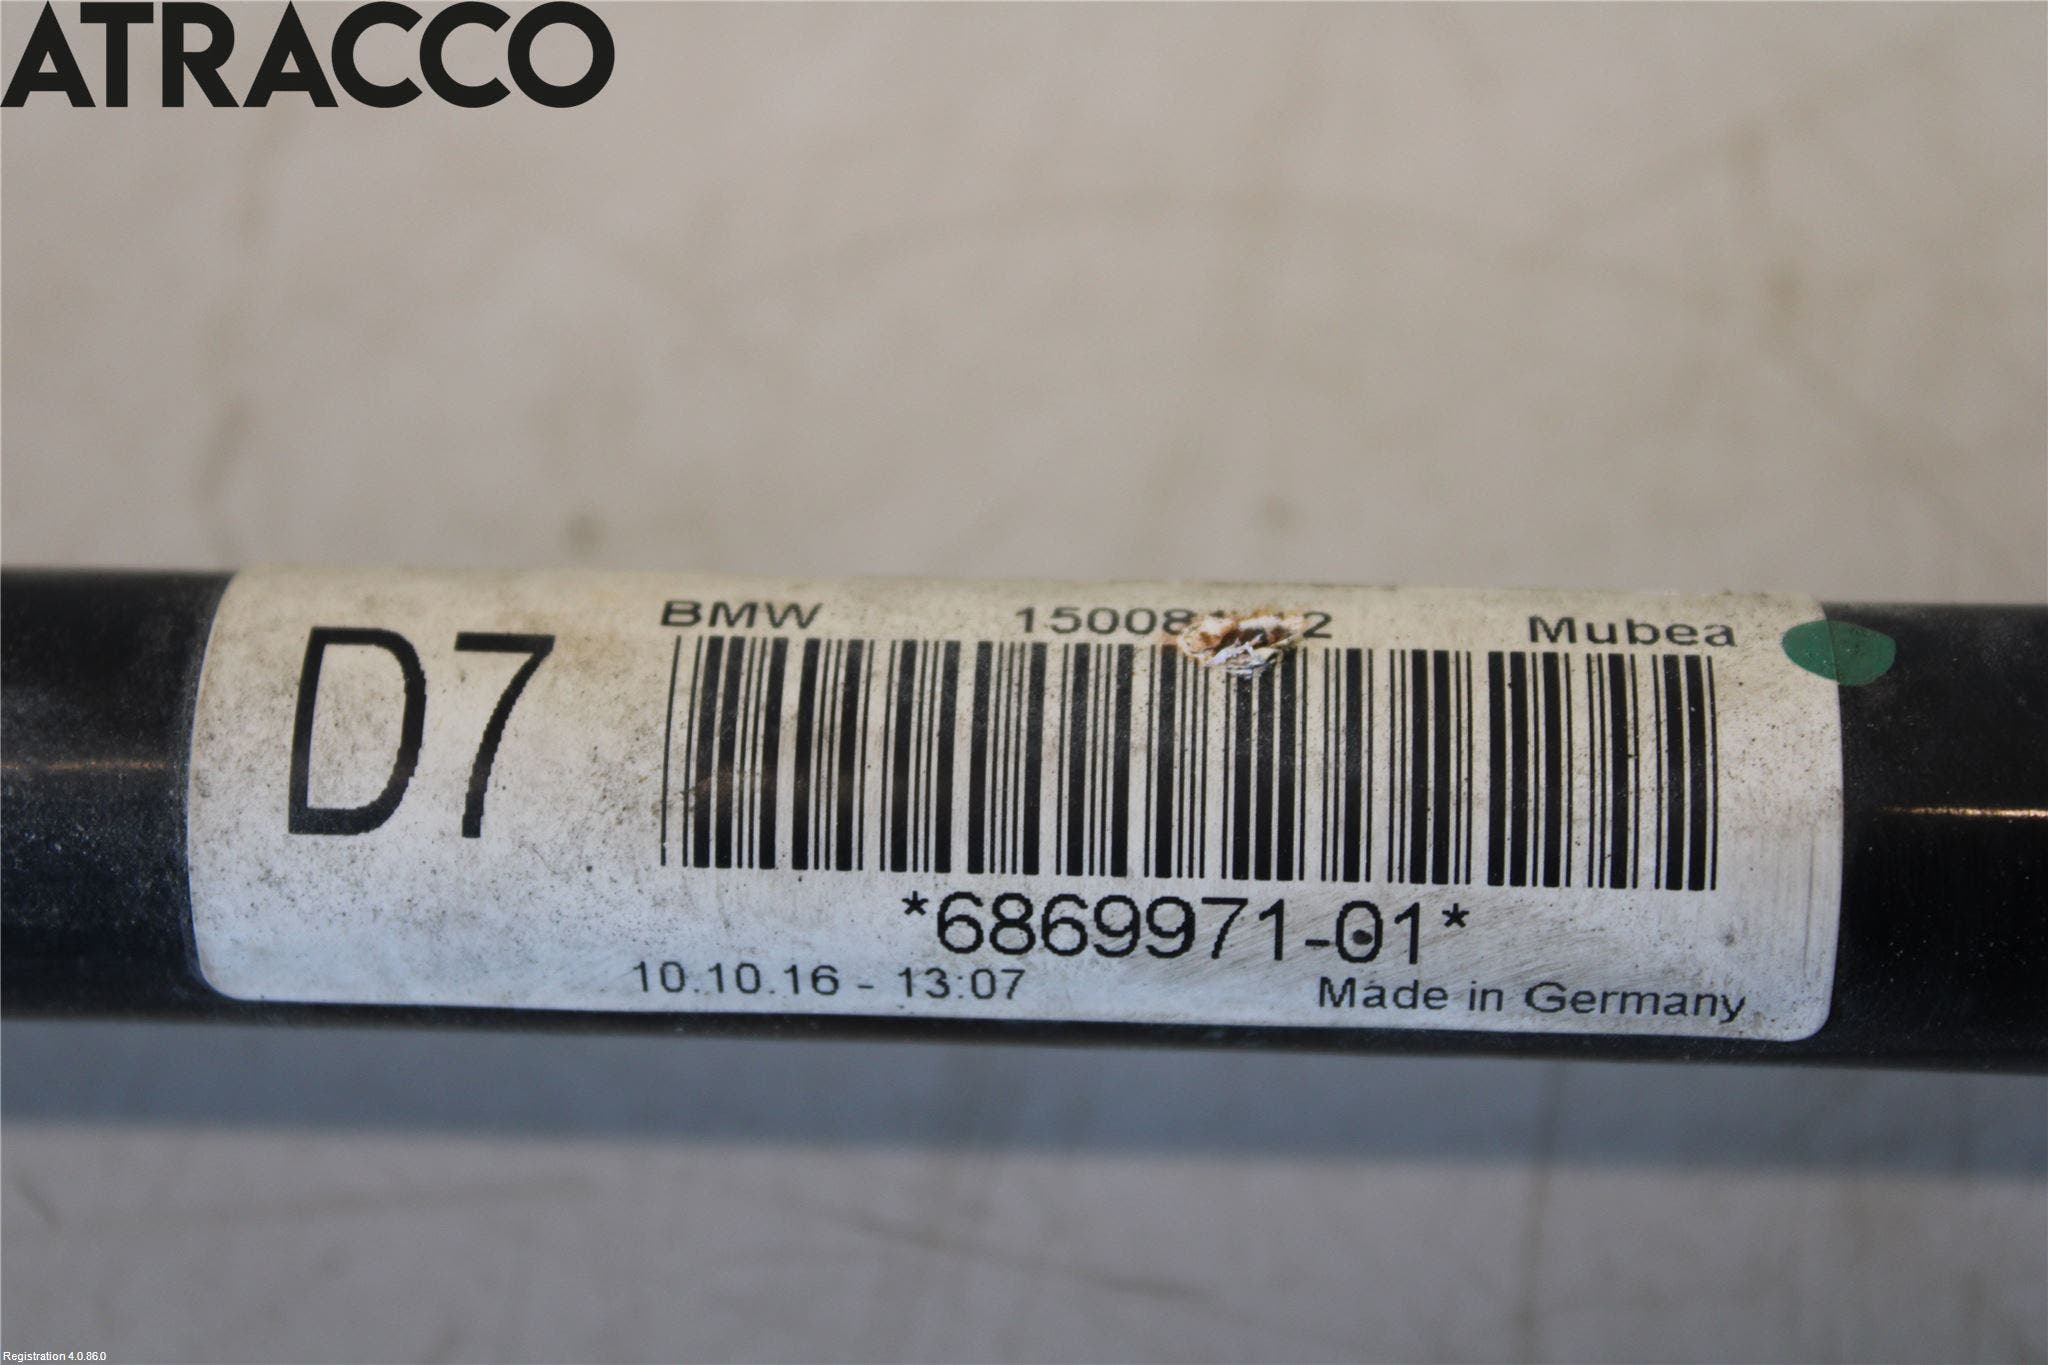 ATRACCO
BMW Mubea
D7
*6869971-01*
10.10.16 - 13:07 Made in Germany
Registration 4.0.86.0